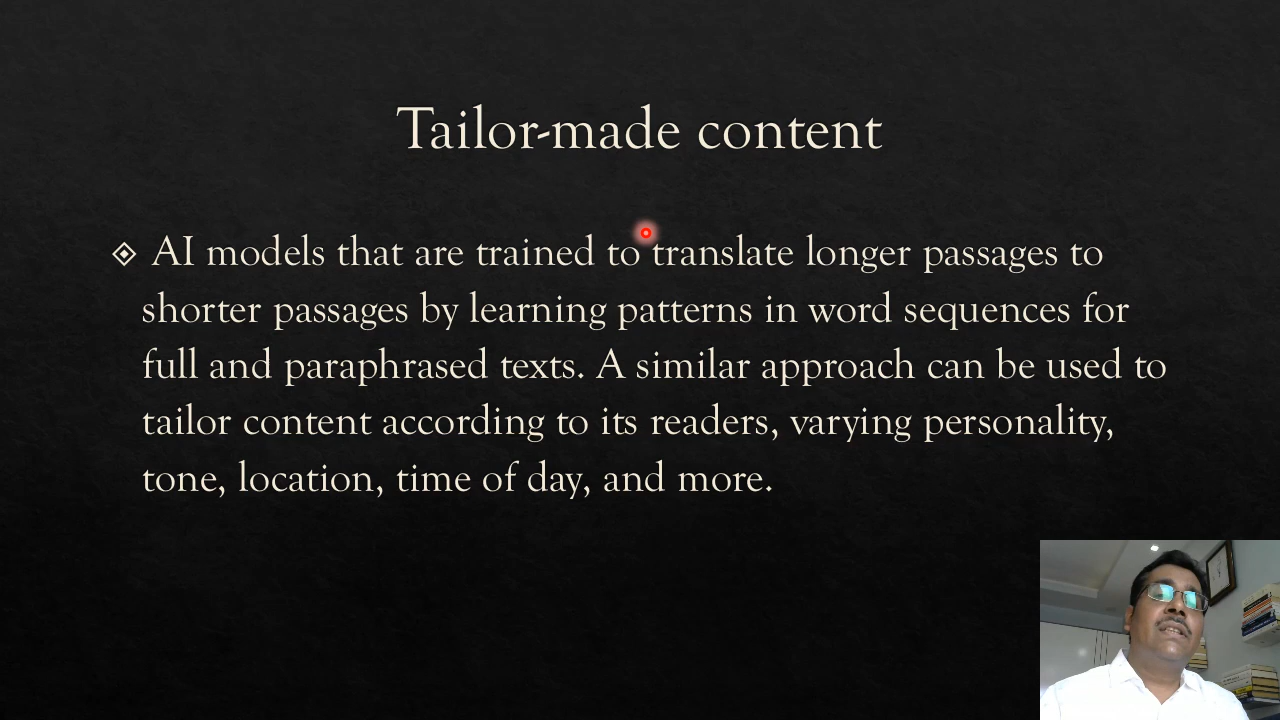 Tailor-made content
AI models that are trained to translate longer passages to
shorter passages by learning patterns in word sequences for
full and paraphrased texts. A similar approach can be used to
tailor content according to its readers, varying personality,
tone, location, time of day, and more.